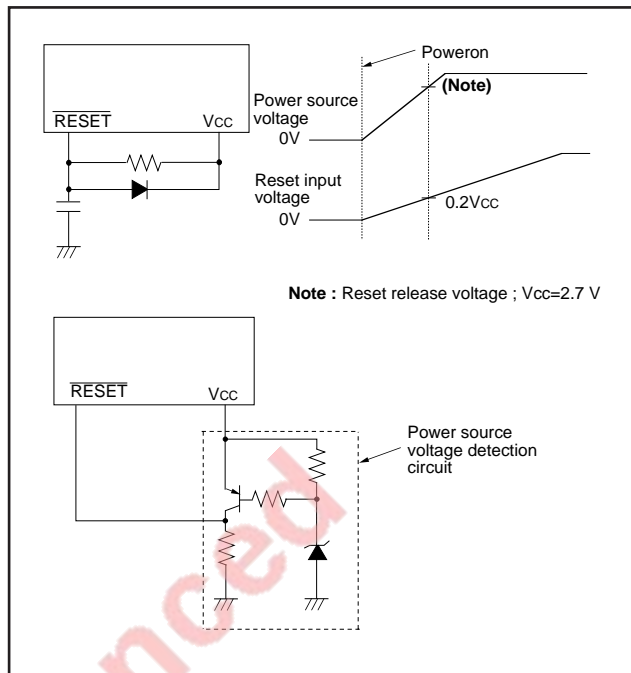 Poweron
RESET
VCC
(Note)
Power source
voltage
0V
Reset input
voltage
0V
0.2VCC
Note : Reset release voltage ; Vcc=2.7 V
RESET
VCC
Power source
voltage detection
circuit
nced